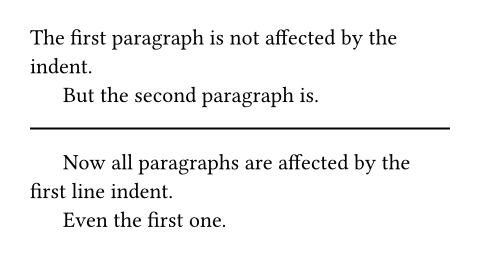 The first paragraph is not affected by the
indent.
But the second paragraph is.
Now all paragraphs are affected by the
first line indent.
Even the first one.